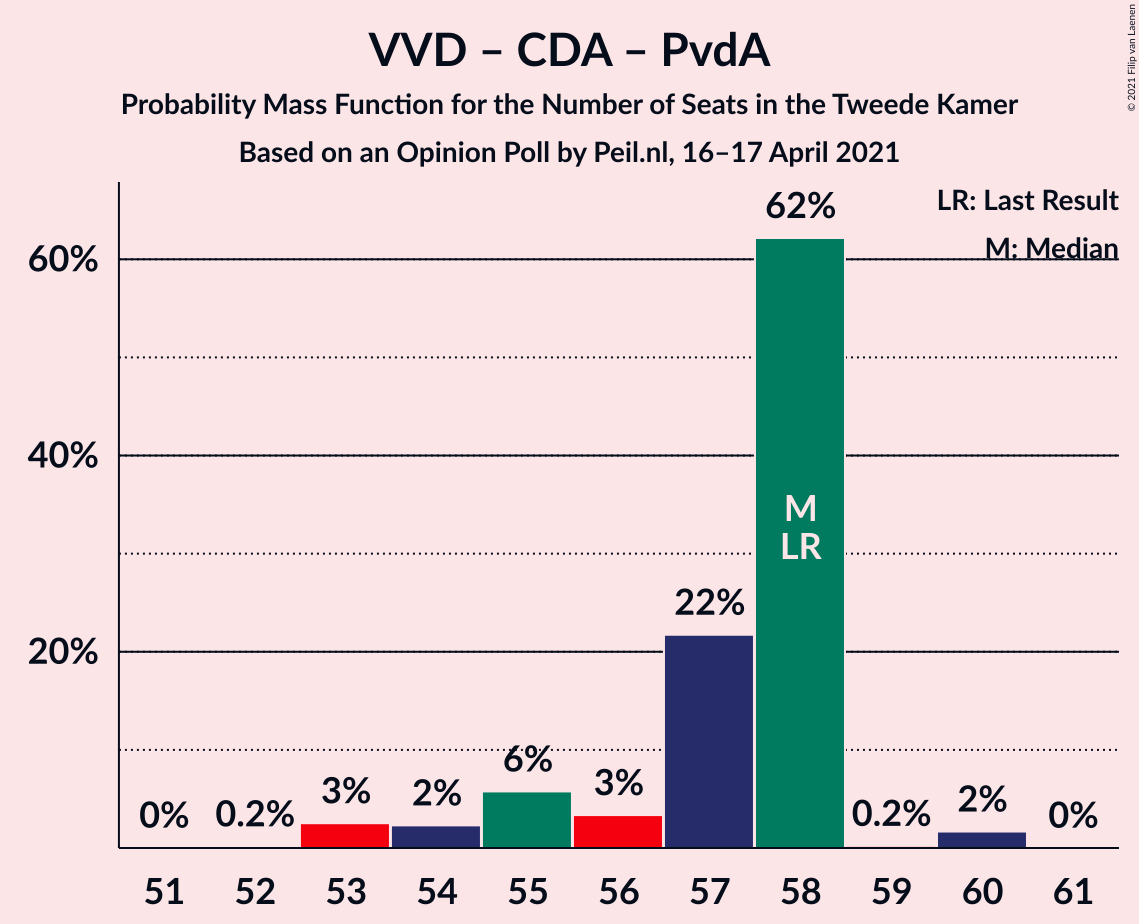 VVD – CDA – PvdA
Probability Mass Function for the Number of Seats in the Tweede Kamer
Based on an Opinion Poll by Peil.nl, 16–17 April 2021
© 2021 Filip van Laenen
LR: Last Result
M: Median
60%
40%
20%
0%
0.2%
3%
2%
6%
3%
22%
62%
M
LR
0.2%
2%
0%
51 52 53 54 55 56 57 58 59 60 61